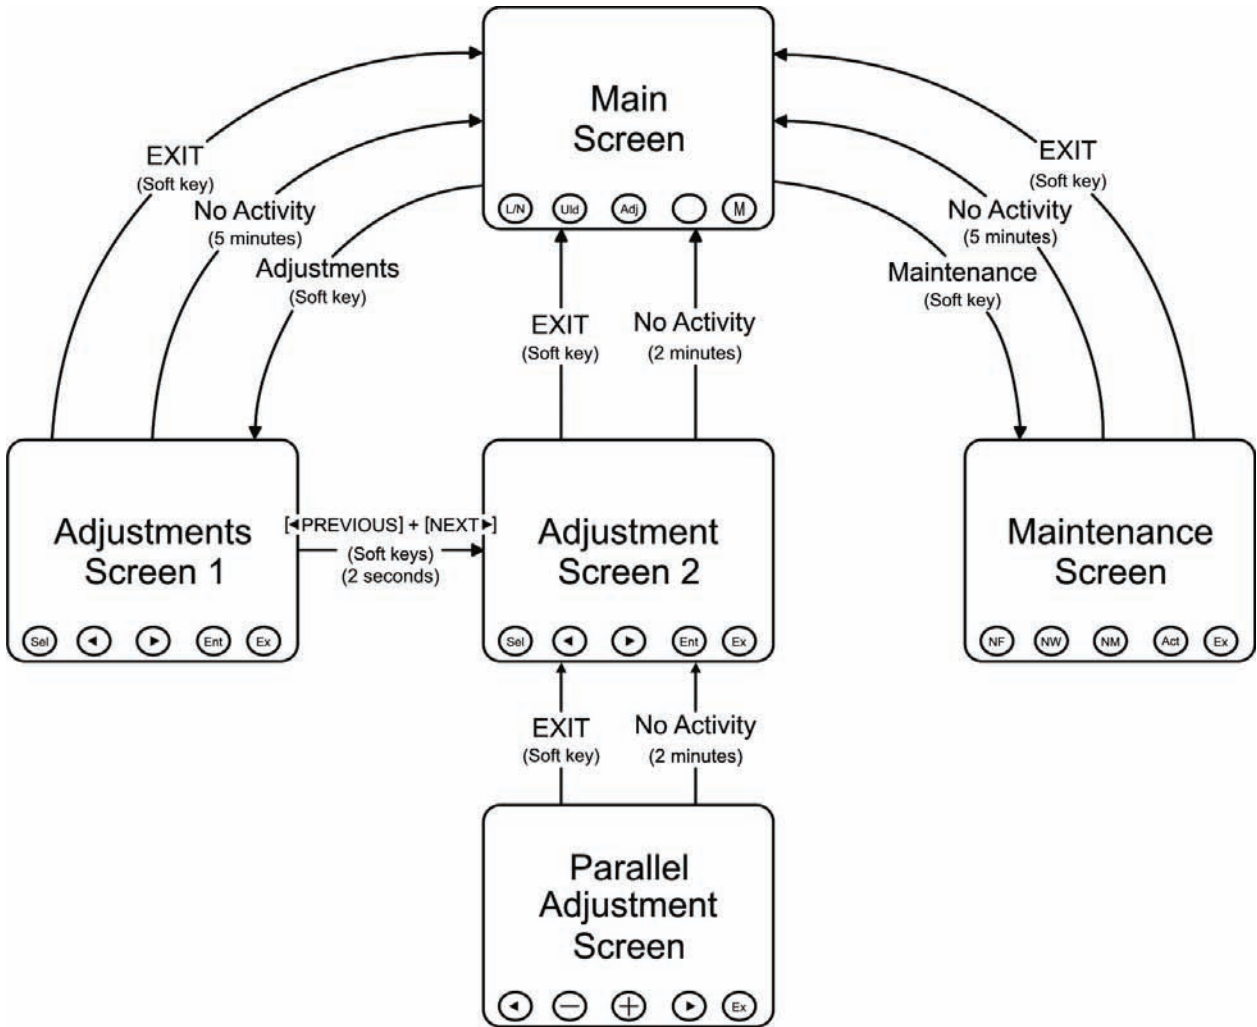 Main
Screen
L/N Uld Adj M
EXIT
(Soft key)
No Activity
(5 minutes)
Adjustments
(Soft key)
EXIT
(Soft key)
No Activity
(2 minutes)
EXIT
(Soft key)
No Activity
(5 minutes)
Maintenance
(Soft key)
Adjustments
Screen 1
Sel ◄ ► Ent Ex
[◄PREVIOUS] + [NEXT►]
(Soft keys)
(2 seconds)
Adjustment
Screen 2
Sel ◄ ► Ent Ex
Maintenance
Screen
NF NW NM Act Ex
EXIT
(Soft key)
No Activity
(2 minutes)
Parallel
Adjustment
Screen
◄ − + ► Ex